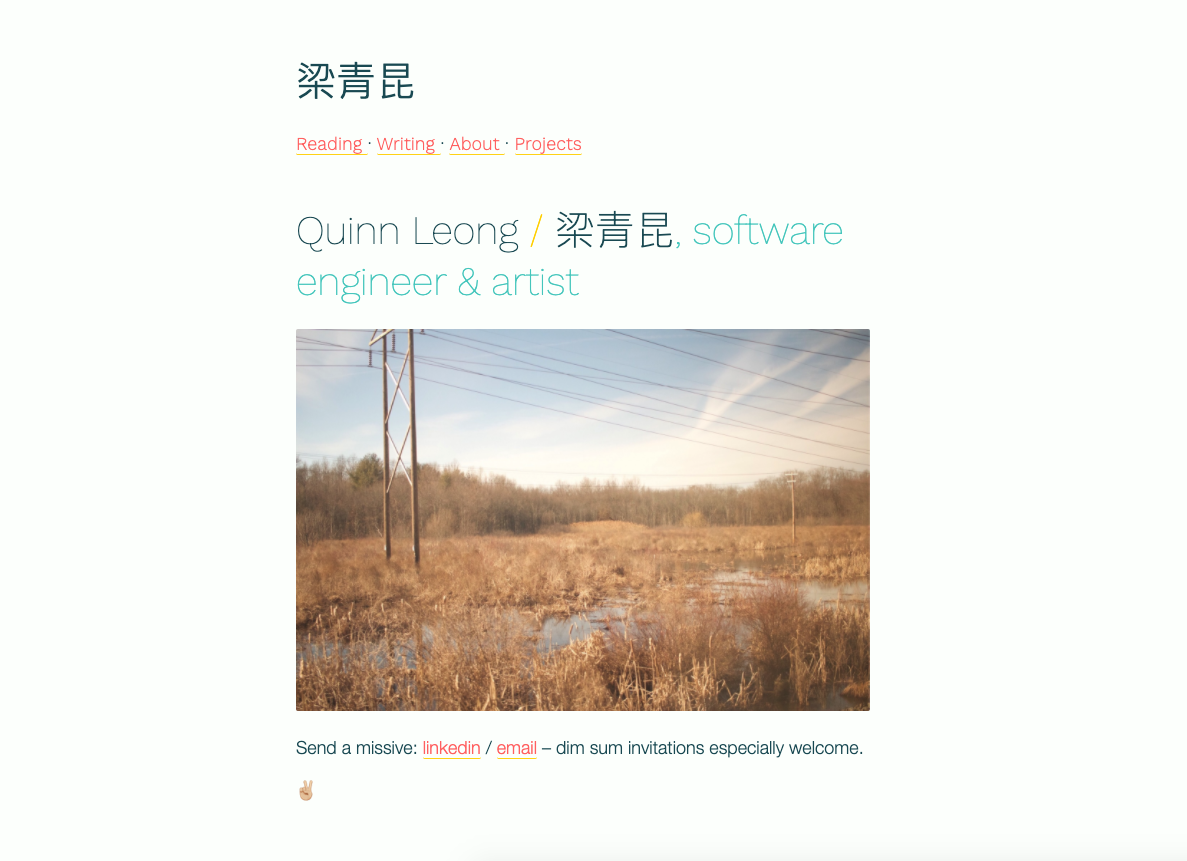 梁青昆
Reading · Writing · About · Projects
Quinn Leong / 梁青昆, software
engineer & artist
Send a missive: linkedin / email – dim sum invitations especially welcome.
✌🏼